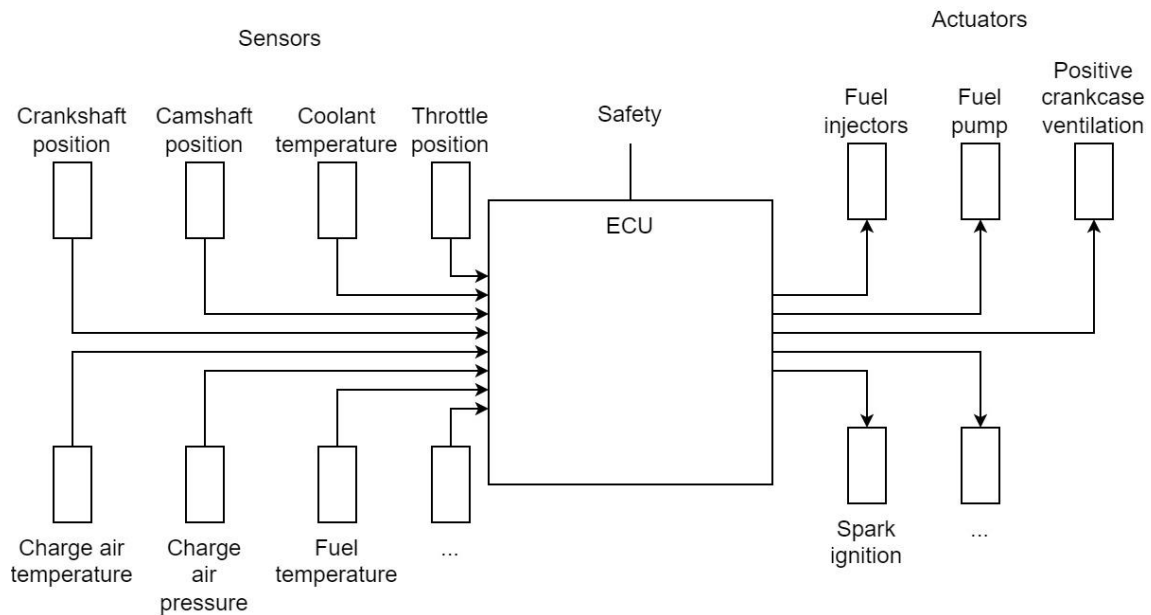 Sensors
Actuators
Crankshaft
position
Camshaft
position
Coolant
temperature
Throttle
position
Safety
Fuel
injectors
Fuel
pump
Positive
crankcase
ventilation
ECU
Charge air
temperature
Charge
air
pressure
Fuel
temperature
...
Spark
ignition
...